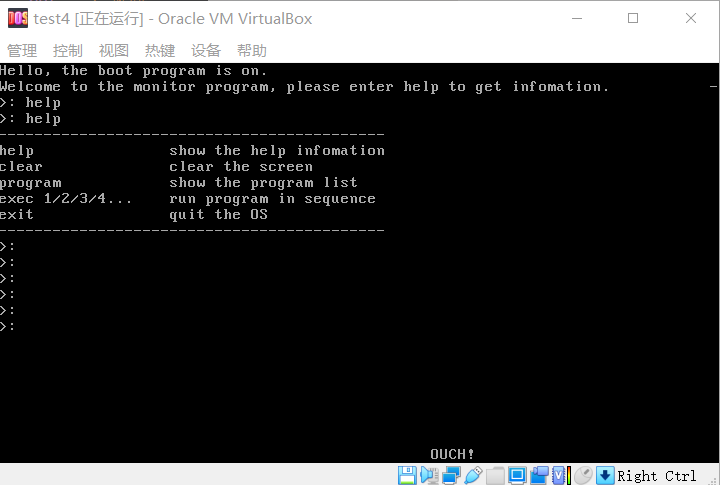 test4 [正在运行] - Oracle VM VirtualBox
管理 控制 视图 热键 设备 帮助
Hello, the boot program is on.
Welcome to the monitor program, please enter help to get infomation. -
>: help
>: help
-------------------------------------------
help show the help infomation
clear clear the screen
program show the program list
exec 1/2/3/4... run program in sequence
exit quit the OS
-------------------------------------------
>:
>:
>:
>:
>:
>:
OUCH!
Right Ctrl